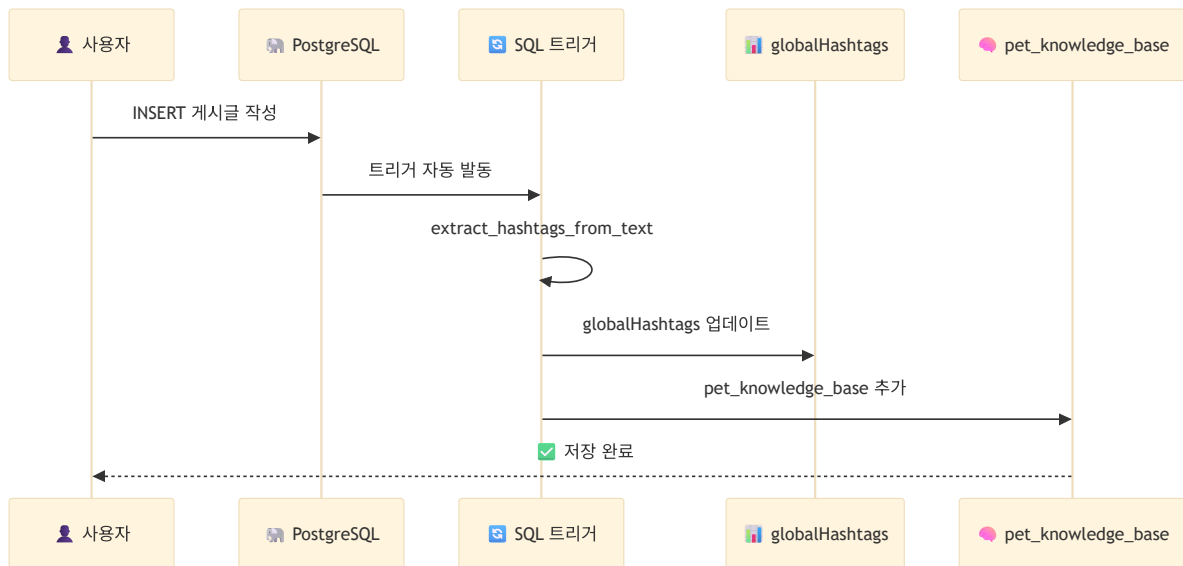 👤 사용자
🐘 PostgreSQL
🔄 SQL 트리거
📊 globalHashtags
🧠 pet_knowledge_base
INSERT 게시글 작성
트리거 자동 발동
extract_hashtags_from_text
globalHashtags 업데이트
pet_knowledge_base 추가
✅ 저장 완료
👤 사용자
🐘 PostgreSQL
🔄 SQL 트리거
📊 globalHashtags
🧠 pet_knowledge_base